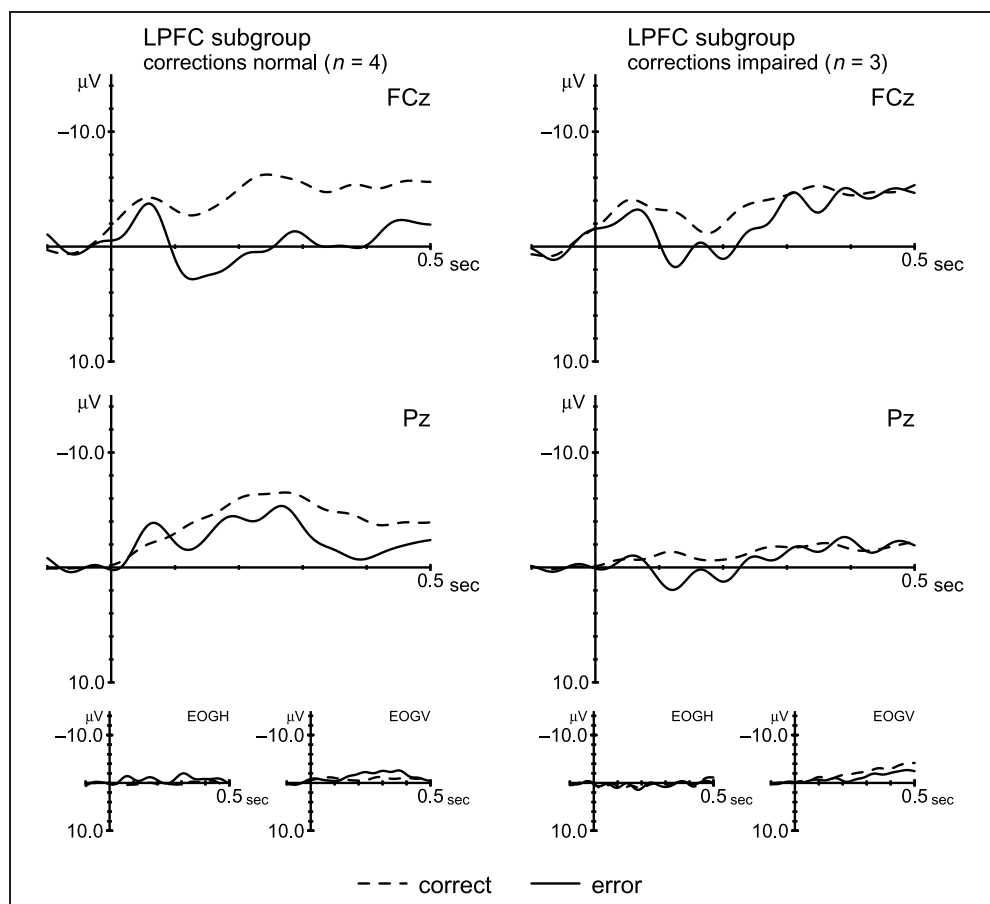 LPFC subgroup
corrections normal (n = 4)
LPFC subgroup
corrections impaired (n = 3)
µV
FCz
–10.0
0.5 sec
10.0
µV
FCz
–10.0
0.5 sec
10.0
µV
Pz
–10.0
0.5 sec
10.0
µV
Pz
–10.0
0.5 sec
10.0
µV
EOGH
–10.0
0.5 sec
10.0
µV
EOGV
–10.0
0.5 sec
10.0
µV
EOGH
–10.0
0.5 sec
10.0
µV
EOGV
–10.0
0.5 sec
10.0
correct error